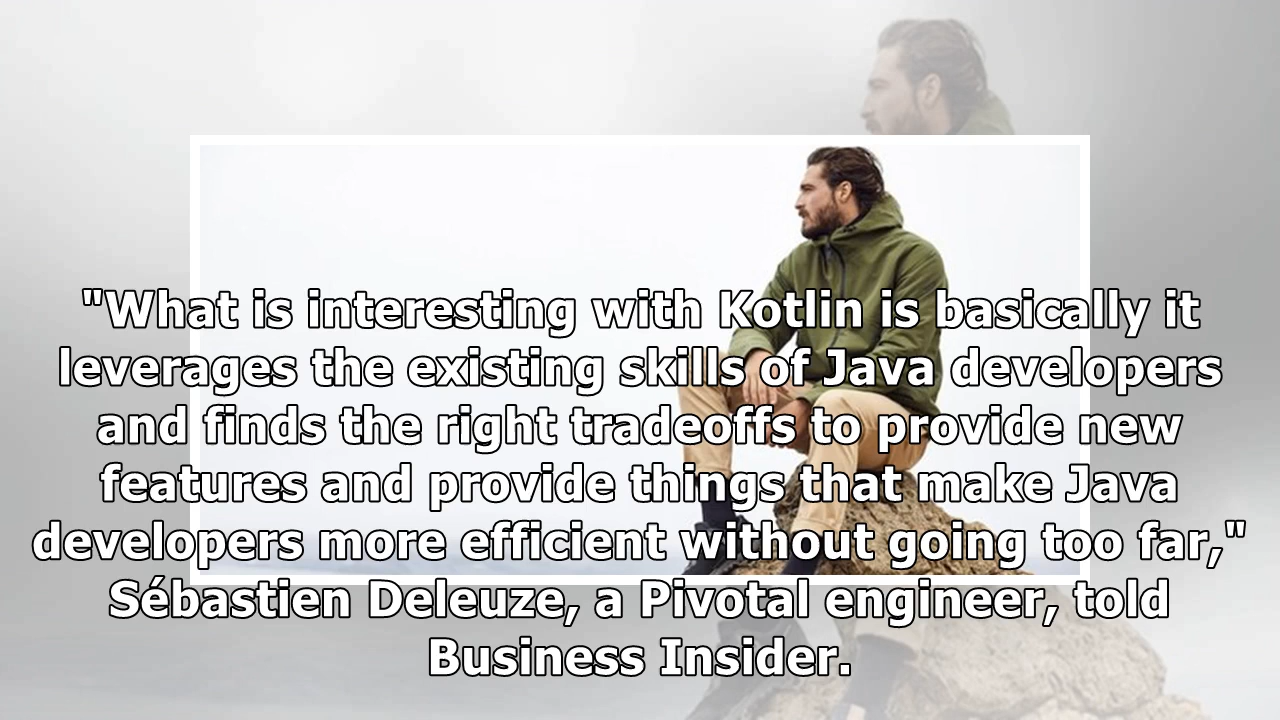 "What is interesting with Kotlin is basically it
leverages the existing skills of Java developers
and finds the right tradeoffs to provide new
features and provide things that make Java
developers more efficient without going too far,"
Sébastien Deleuze, a Pivotal engineer, told
Business Insider.